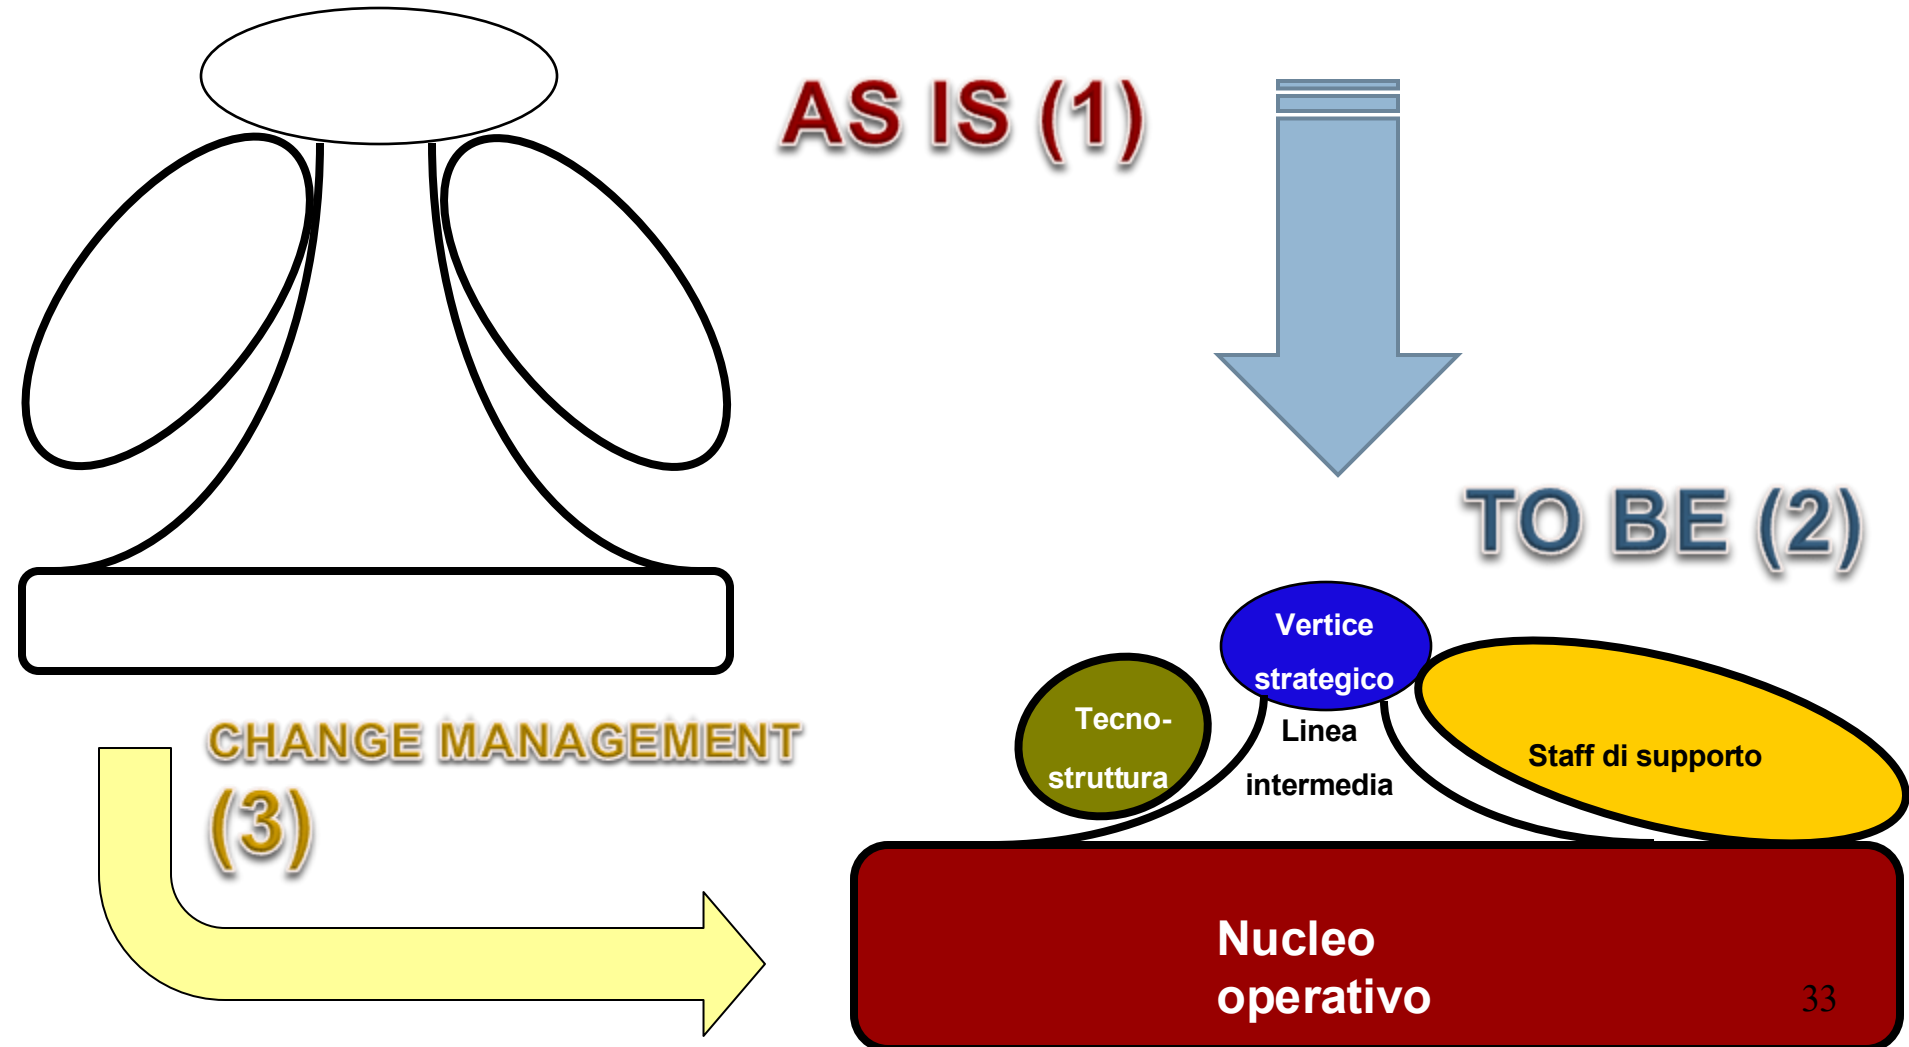 AS IS (1)
TO BE (2)
CHANGE MANAGEMENT
(3)
Vertice
strategico
Tecno-
struttura
Linea
intermedia
Staff di supporto
Nucleo
operativo
33